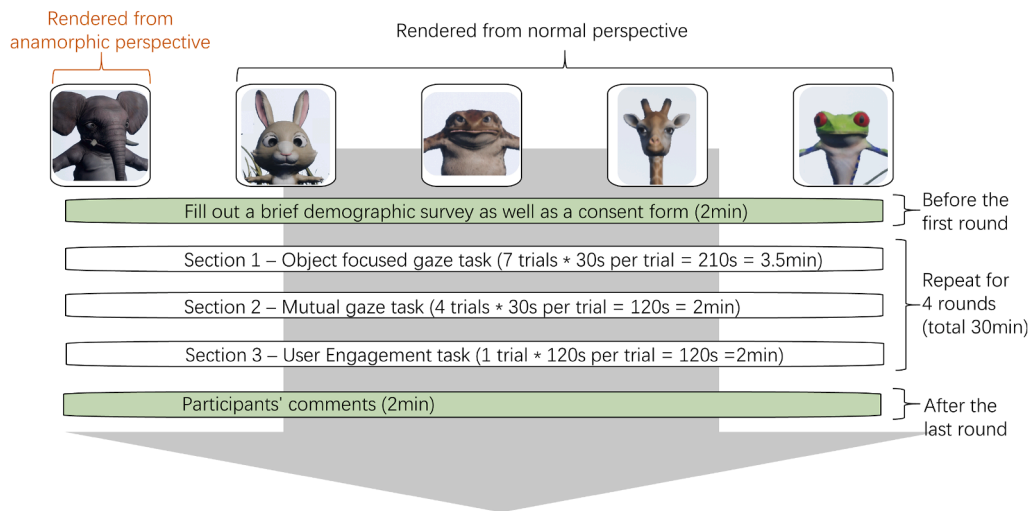 Rendered from
anamorphic perspective
Rendered from normal perspective
Fill out a brief demographic survey as well as a consent form (2min)
Before the
first round
Section 1 – Object focused gaze task (7 trials * 30s per trial = 210s = 3.5min)
Section 2 – Mutual gaze task (4 trials * 30s per trial = 120s = 2min)
Section 3 – User Engagement task (1 trial * 120s per trial = 120s =2min)
Repeat for
4 rounds
(total 30min)
Participants' comments (2min)
After the
last round